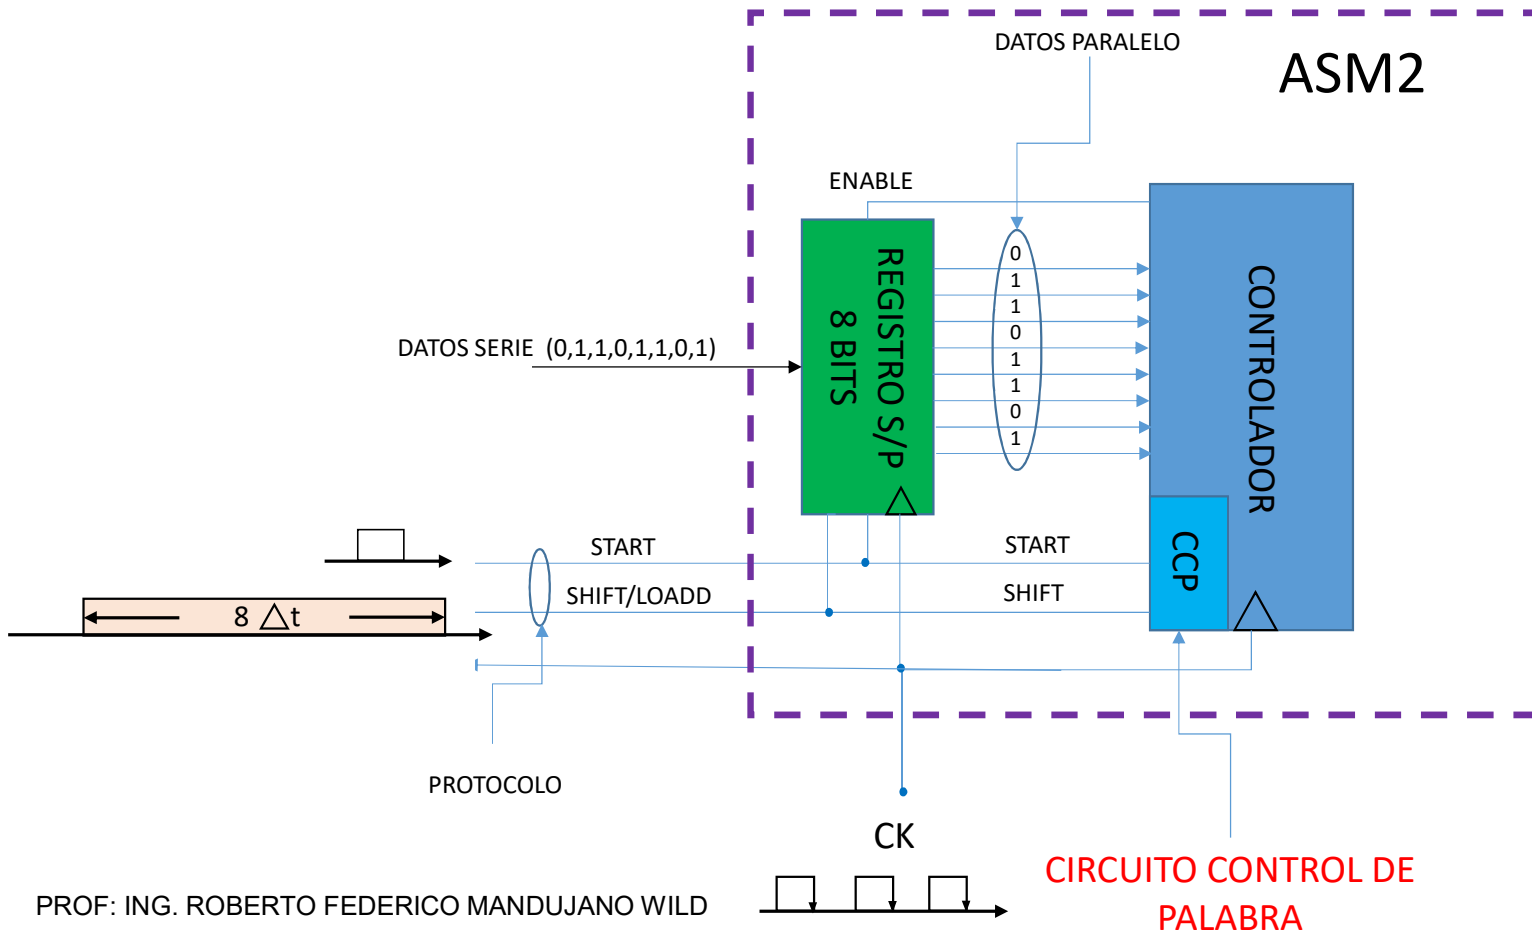 DATOS PARALELO
ASM2
ENABLE
REGISTRO S/P
8 BITS
0
1
1
0
1
1
0
1
CONTROLADOR
DATOS SERIE (0,1,1,0,1,1,0,1)
CCP
START
START
SHIFT/LOADD
SHIFT
8 △t
PROTOCOLO
CK
CIRCUITO CONTROL DE
PALABRA
PROF: ING. ROBERTO FEDERICO MANDUJANO WILD